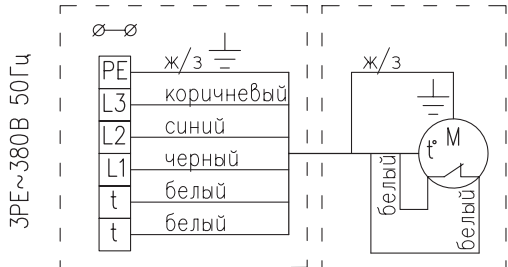 3PE~380В 50Гц
PE ж/з
L3 коричневый
L2 синий
L1 черный
t белый
t белый
ж/з
M
t°
белый
белый